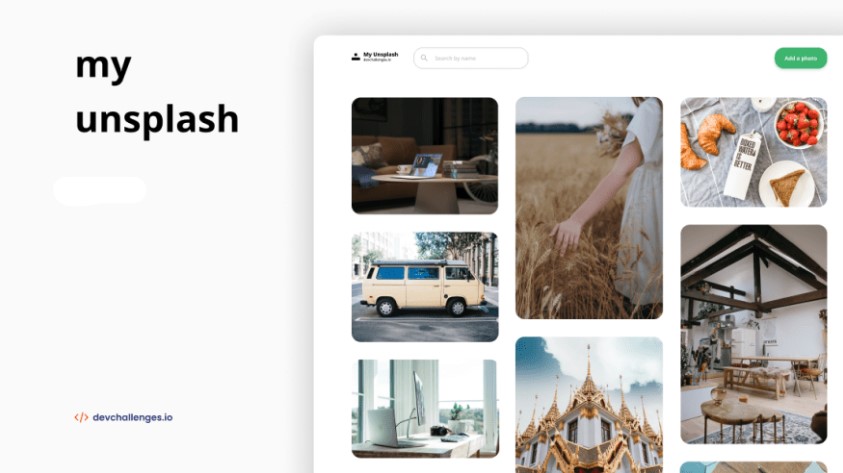 my
unsplash
My Unsplash
devchallenges.io
Search by name
Add a photo
BOXED
WATER
IS
BETTER.
</> devchallenges.io